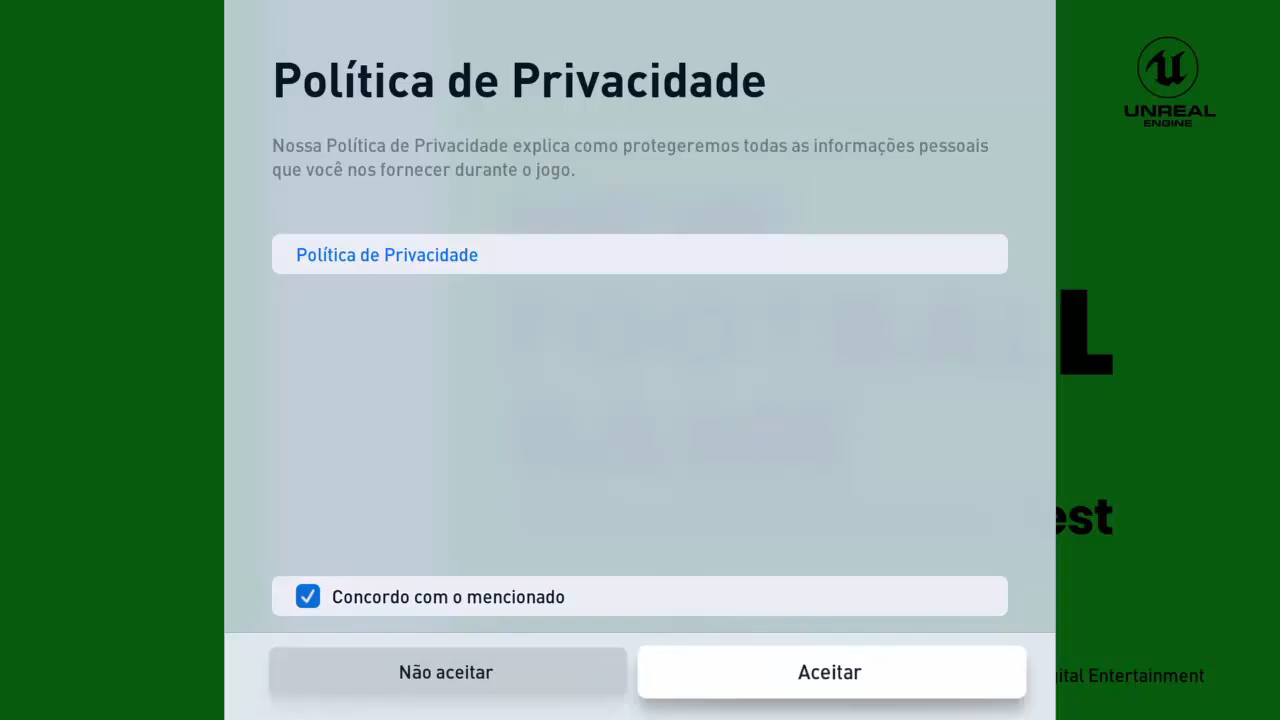 Política de Privacidade
UNREAL
ENGINE
Nossa Política de Privacidade explica como protegeremos todas as informações pessoais
que você nos fornecer durante o jogo.
Política de Privacidade
L
est
Concordo com o mencionado
Não aceitar
Aceitar
ital Entertainment